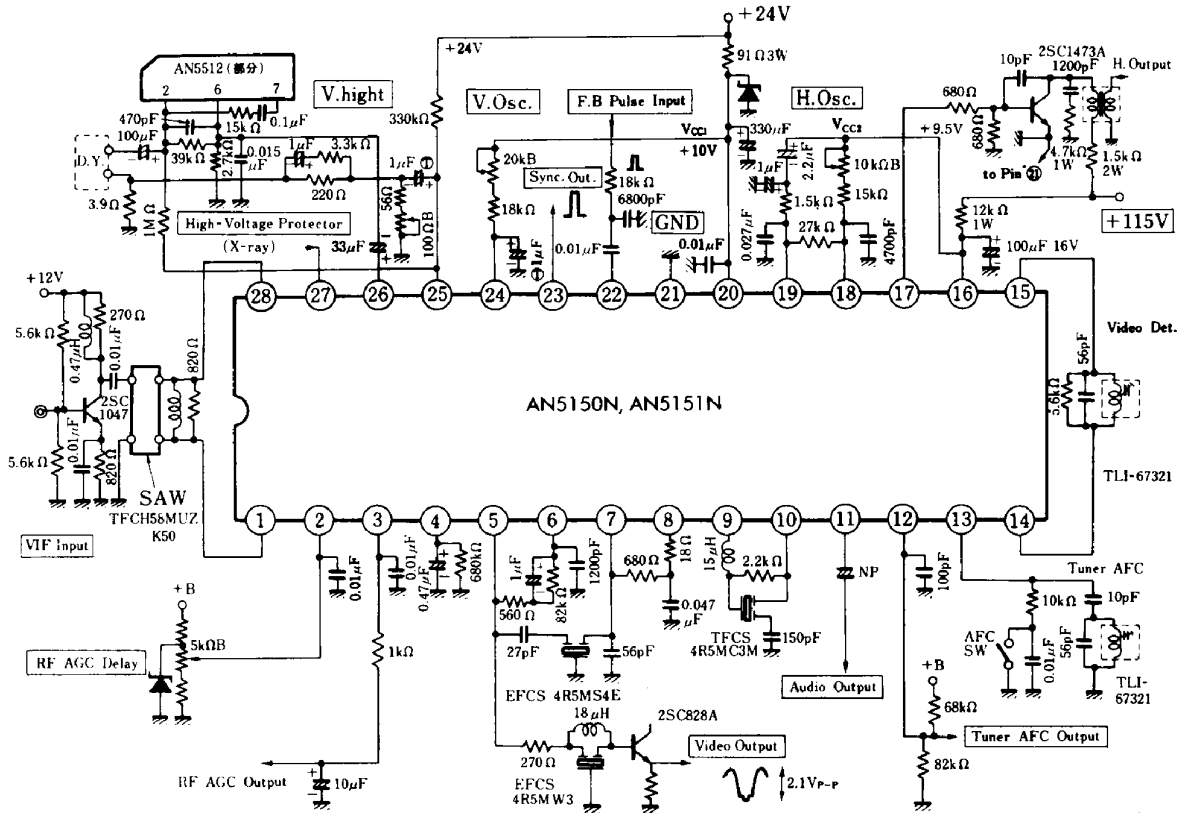 +24V
AN5512 (部分)
2 6 7
V.hight
+24V
91Ω3W
2SC1473A
1200pF
10pF
H. Output
470pF
15kΩ
0.1μF
100μF
39kΩ
2.7kΩ
0.015
μF
1μF
3.3kΩ
1μF
330kΩ
V.Osc.
F.B Pulse Input
H.Osc.
680Ω
680Ω
D.Y.
220Ω
3.9Ω
1MΩ
56Ω
100ΩB
VCC1
+10V
330μF
VCC2
+9.5V
2.2μF
1μF
4.7kΩ
1W
to Pin ㉑
1.5kΩ
2W
20kB
Sync. Out.
18kΩ
6800pF
10kΩB
18kΩ
1μF
0.01μF
GND
0.01μF
1.5kΩ
15kΩ
0.027μF
27kΩ
4700pF
12kΩ
1W
+115V
100μF 16V
High-Voltage Protector
(X-ray)
33μF
+12V
28 27 26 25 24 23 22 21 20 19 18 17 16 15
5.6kΩ
270Ω
0.47μH
0.01μF
820Ω
2SC
1047
0.01μF
5.6kΩ
820Ω
SAW
TFCH58MUZ
K50
VIF Input
AN5150N, AN5151N
Video Det.
56pF
5.6kΩ
TLI-67321
1 2 3 4 5 6 7 8 9 10 11 12 13 14
0.01μF
0.01μF
0.47μF
680kΩ
1μF
82kΩ
1200pF
560Ω
680Ω
18Ω
0.047
μF
15μH
2.2kΩ
NP
100pF
Tuner AFC
+B
5kΩB
RF AGC Delay
1kΩ
27pF
56pF
EFCS 4R5MS4E
TFCS
4R5MC3M
150pF
10kΩ
10pF
AFC
SW
0.01μF
56pF
TLI-
67321
Audio Output
18μH
2SC828A
270Ω
EFCS
4R5MW3
Video Output
2.1VP-P
+B
68kΩ
Tuner AFC Output
82kΩ
RF AGC Output
10μF